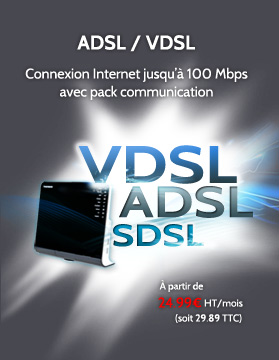 ADSL / VDSL
Connexion Internet jusqu'à 100 Mbps
avec pack communication
VDSL
ADSL
SDSL
À partir de
24.99€ HT/mois
(soit 29.89 TTC)